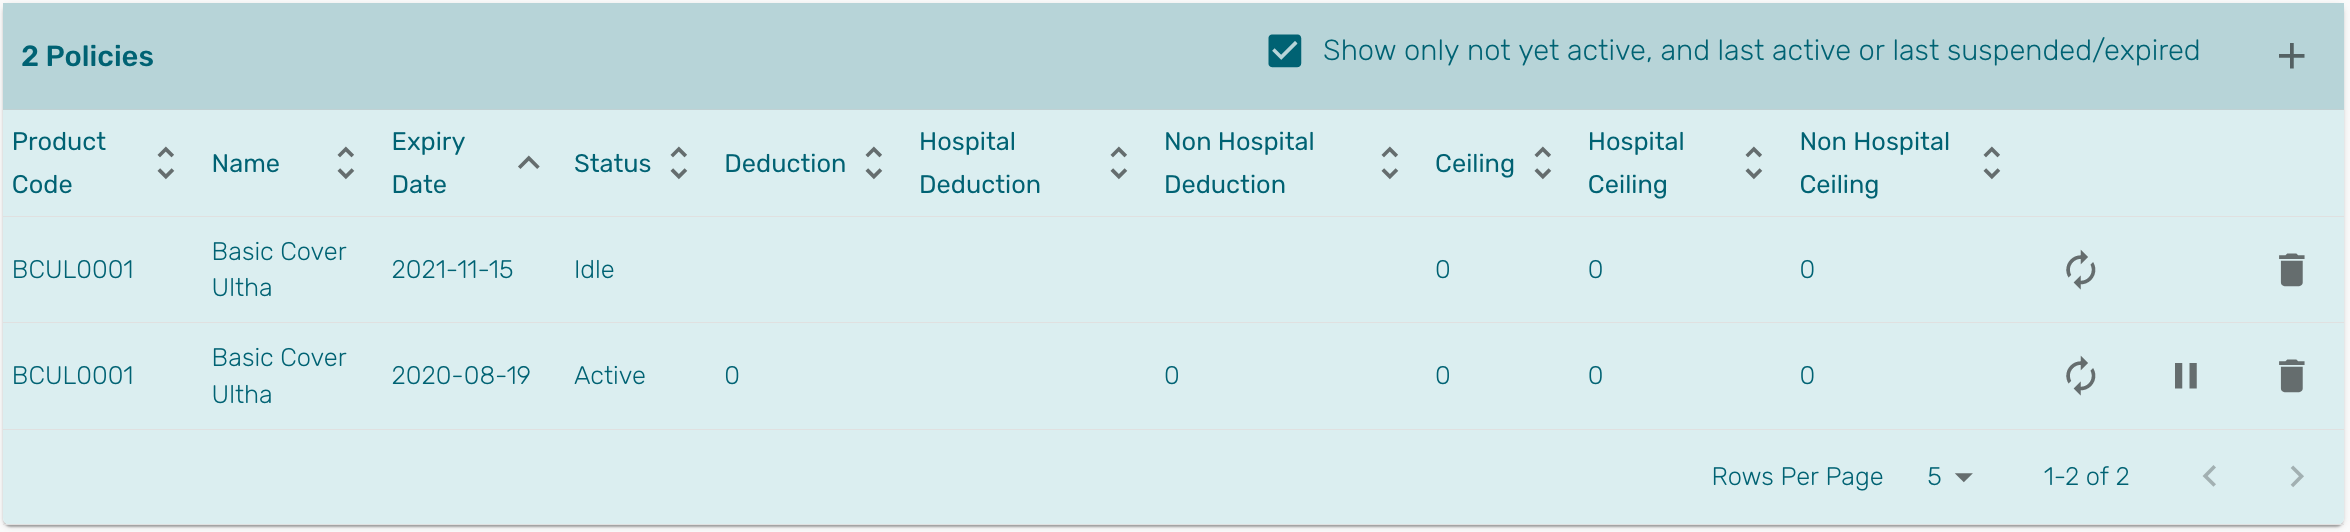 2 Policies
Show only not yet active, and last active or last suspended/expired
Product Code Name Expiry Date Status Deduction Hospital Deduction Non Hospital Deduction Ceiling Hospital Ceiling Non Hospital Ceiling
BCUL0001 Basic Cover Ultha 2021-11-15 Idle 0 0 0
BCUL0001 Basic Cover Ultha 2020-08-19 Active 0 0 0 0 0
Rows Per Page 5 1-2 of 2